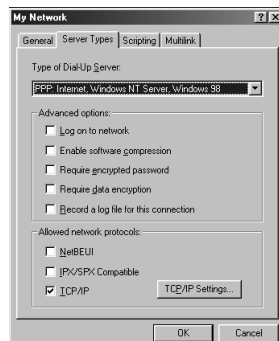 My Network
General Server Types Scripting Multilink
Type of Dial-Up Server:
PPP: Internet, Windows NT Server, Windows 98
Advanced options:
Log on to network
Enable software compression
Require encrypted password
Require data encryption
Record a log file for this connection
Allowed network protocols:
NetBEUI
IPX/SPX Compatible
TCP/IP TCP/IP Settings...
OK Cancel